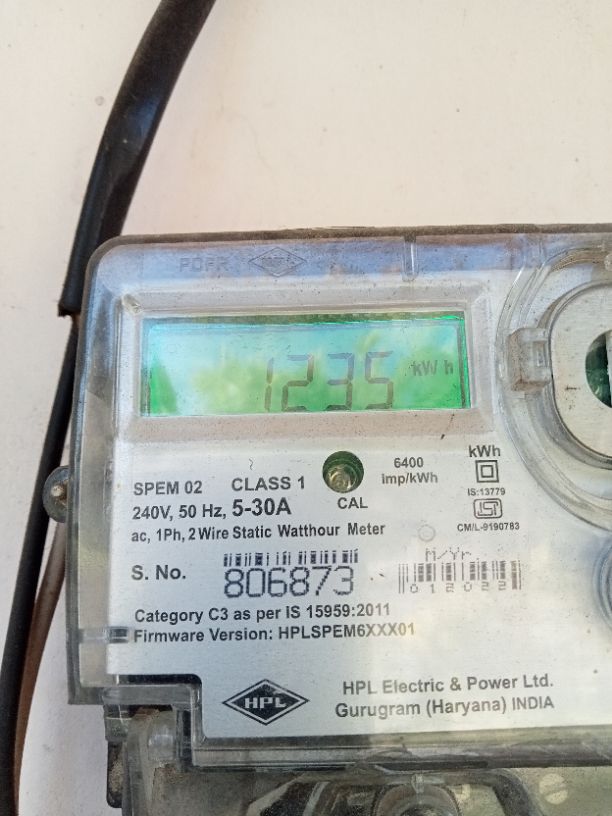 1235 kWh
SPEM 02 CLASS 1
6400
imp/kWh
kWh
240V, 50 Hz, 5-30A
CAL
IS:13779
ISI
CM/L-9190783
ac, 1Ph, 2 Wire Static Watthour Meter
S. No. 806873
M/Yr
012022
Category C3 as per IS 15959:2011
Firmware Version: HPLSPEM6XXX01
HPL
HPL Electric & Power Ltd.
Gurugram (Haryana) INDIA